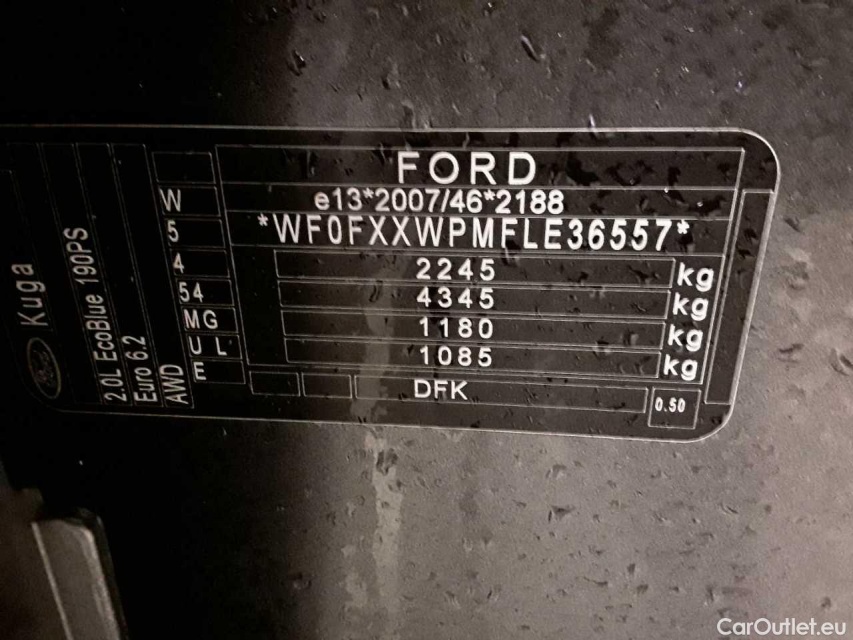 FORD
e13*2007/46*2188
*WF0FXXWPMFLE36557*
2245 kg
4345 kg
1180 kg
1085 kg
DFK
0.50
W
5
4
54
MG
U L
E
Kuga
2.0L EcoBlue 190PS
Euro 6.2
AWD
CarOutlet.eu